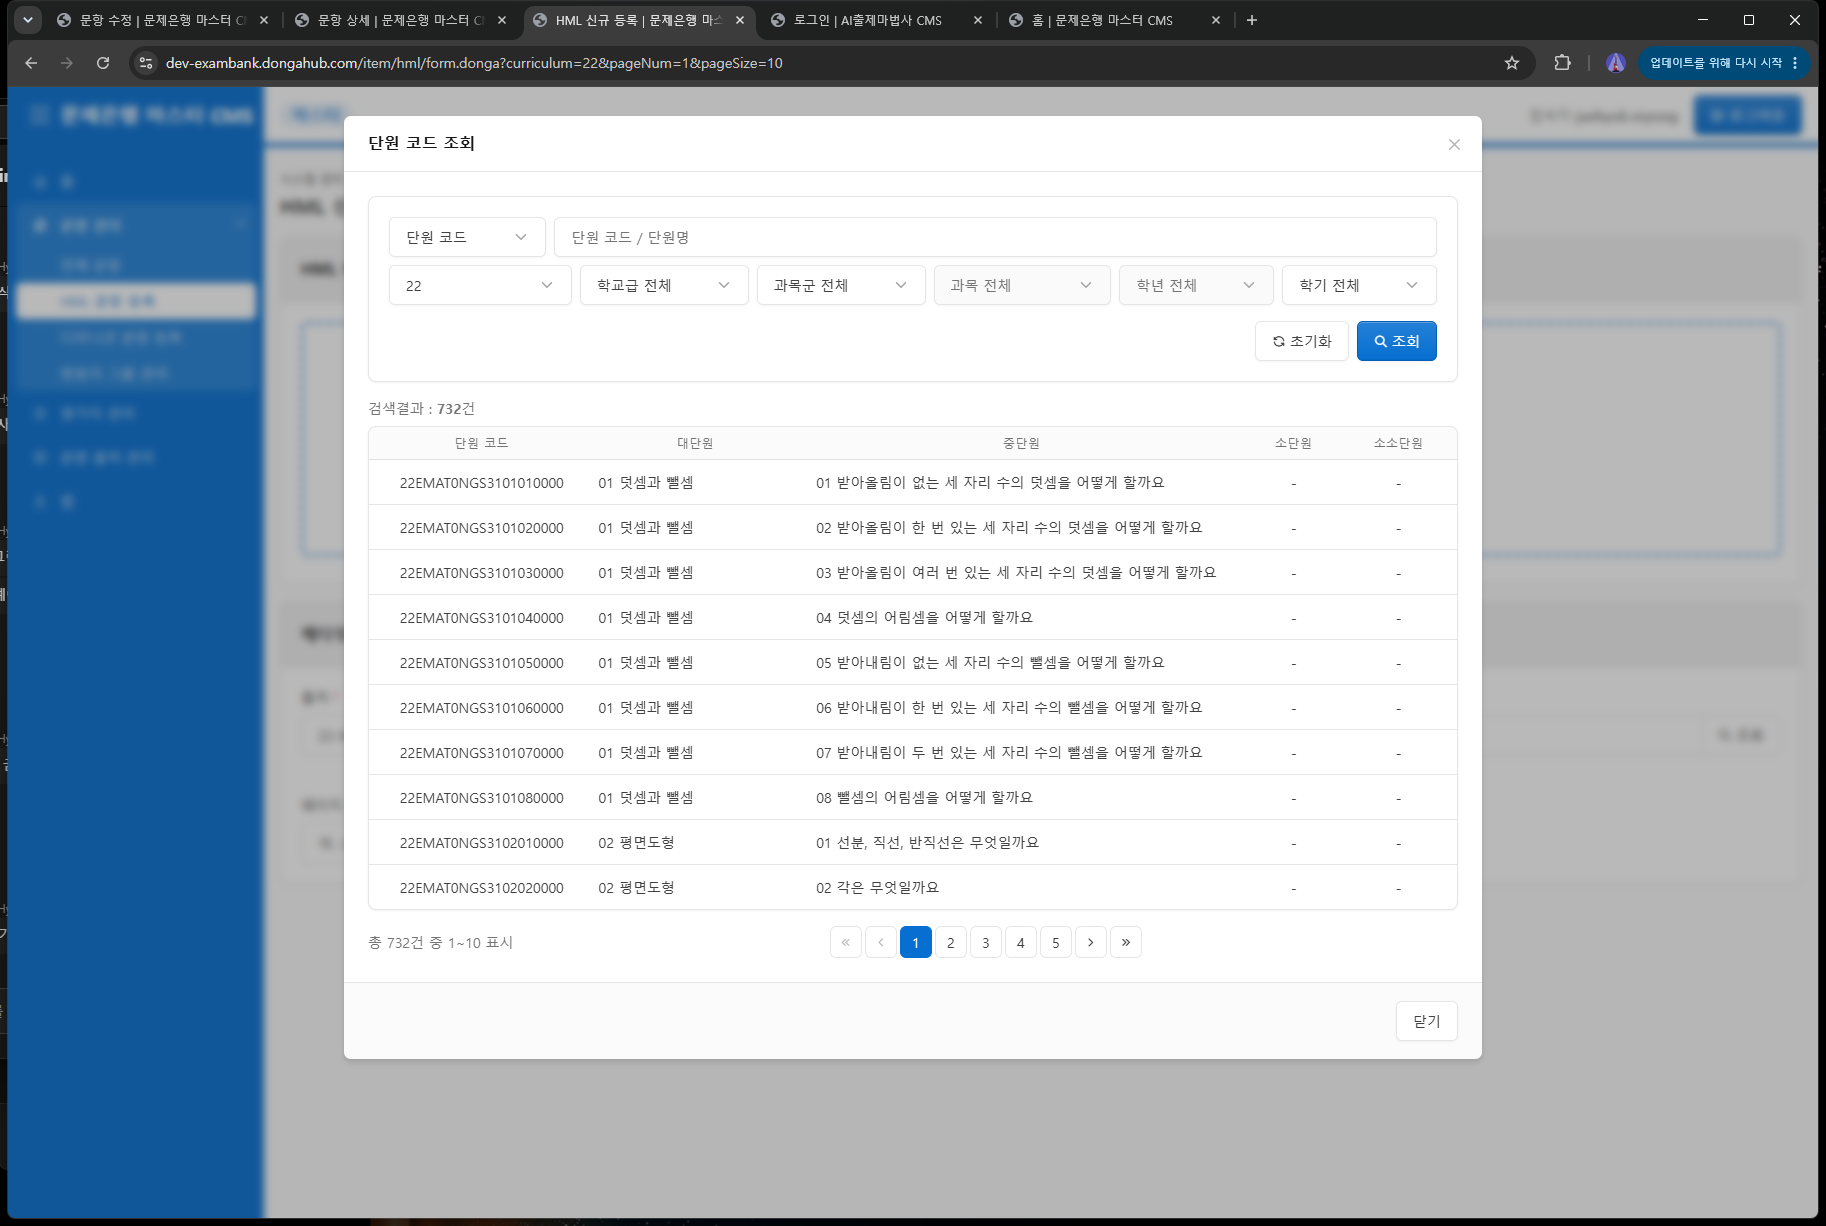 문항 수정 | 문제은행 마스터 C
문항 상세 | 문제은행 마스터 C
HML 신규 등록 | 문제은행 마스
로그인 | AI출제마법사 CMS
홈 | 문제은행 마스터 CMS
dev-exambank.dongahub.com/item/hml/form.donga?curriculum=22&pageNum=1&pageSize=10
업데이트를 위해 다시 시작
문제은행 마스터 CMS
단원 코드 조회
단원 코드
단원 코드 / 단원명
22
학교급 전체
과목군 전체
과목 전체
학년 전체
학기 전체
초기화
조회
검색결과 : 732건
단원 코드 대단원 중단원 소단원 소소단원
22EMAT0NGS3101010000 01 덧셈과 뺄셈 01 받아올림이 없는 세 자리 수의 덧셈을 어떻게 할까요 - -
22EMAT0NGS3101020000 01 덧셈과 뺄셈 02 받아올림이 한 번 있는 세 자리 수의 덧셈을 어떻게 할까요 - -
22EMAT0NGS3101030000 01 덧셈과 뺄셈 03 받아올림이 여러 번 있는 세 자리 수의 덧셈을 어떻게 할까요 - -
22EMAT0NGS3101040000 01 덧셈과 뺄셈 04 덧셈의 어림셈을 어떻게 할까요 - -
22EMAT0NGS3101050000 01 덧셈과 뺄셈 05 받아내림이 없는 세 자리 수의 뺄셈을 어떻게 할까요 - -
22EMAT0NGS3101060000 01 덧셈과 뺄셈 06 받아내림이 한 번 있는 세 자리 수의 뺄셈을 어떻게 할까요 - -
22EMAT0NGS3101070000 01 덧셈과 뺄셈 07 받아내림이 두 번 있는 세 자리 수의 뺄셈을 어떻게 할까요 - -
22EMAT0NGS3101080000 01 덧셈과 뺄셈 08 뺄셈의 어림셈을 어떻게 할까요 - -
22EMAT0NGS3102010000 02 평면도형 01 선분, 직선, 반직선은 무엇일까요 - -
22EMAT0NGS3102020000 02 평면도형 02 각은 무엇일까요 - -
총 732건 중 1~10 표시
« ‹ 1 2 3 4 5 › »
닫기